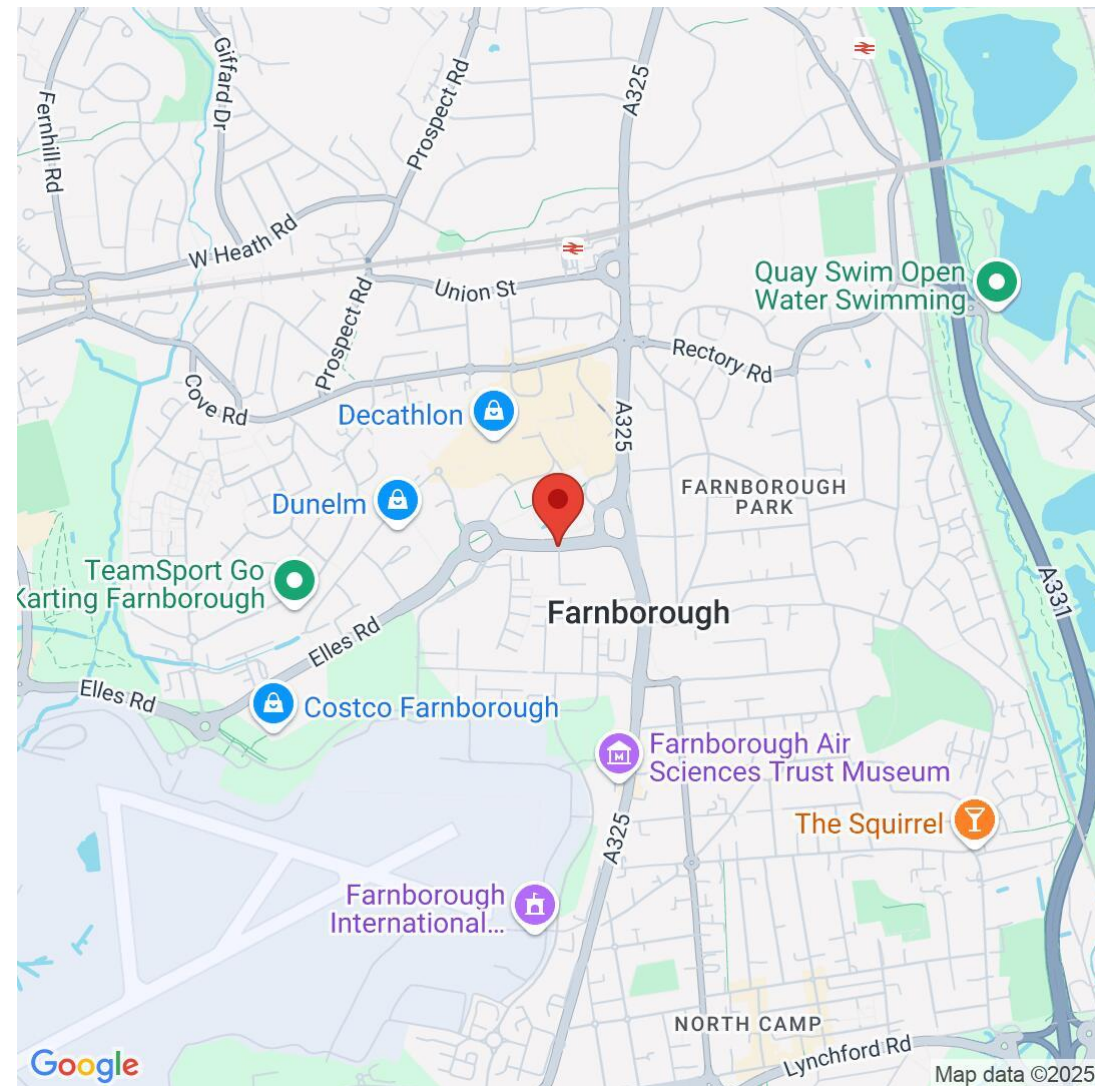 Giffard Dr
Fernhill Rd
Prospect Rd
A325
W Heath Rd
Union St
Quay Swim Open
Water Swimming
Prospect Rd
Rectory Rd
Cove Rd
Decathlon
A325
Dunelm
FARNBOROUGH
PARK
TeamSport Go
Karting Farnborough
A331
Farnborough
Elles Rd
Elles Rd
Costco Farnborough
Farnborough Air
Sciences Trust Museum
M
The Squirrel
A325
Farnborough
International...
NORTH CAMP
Lynchford Rd
Google
Map data ©2025